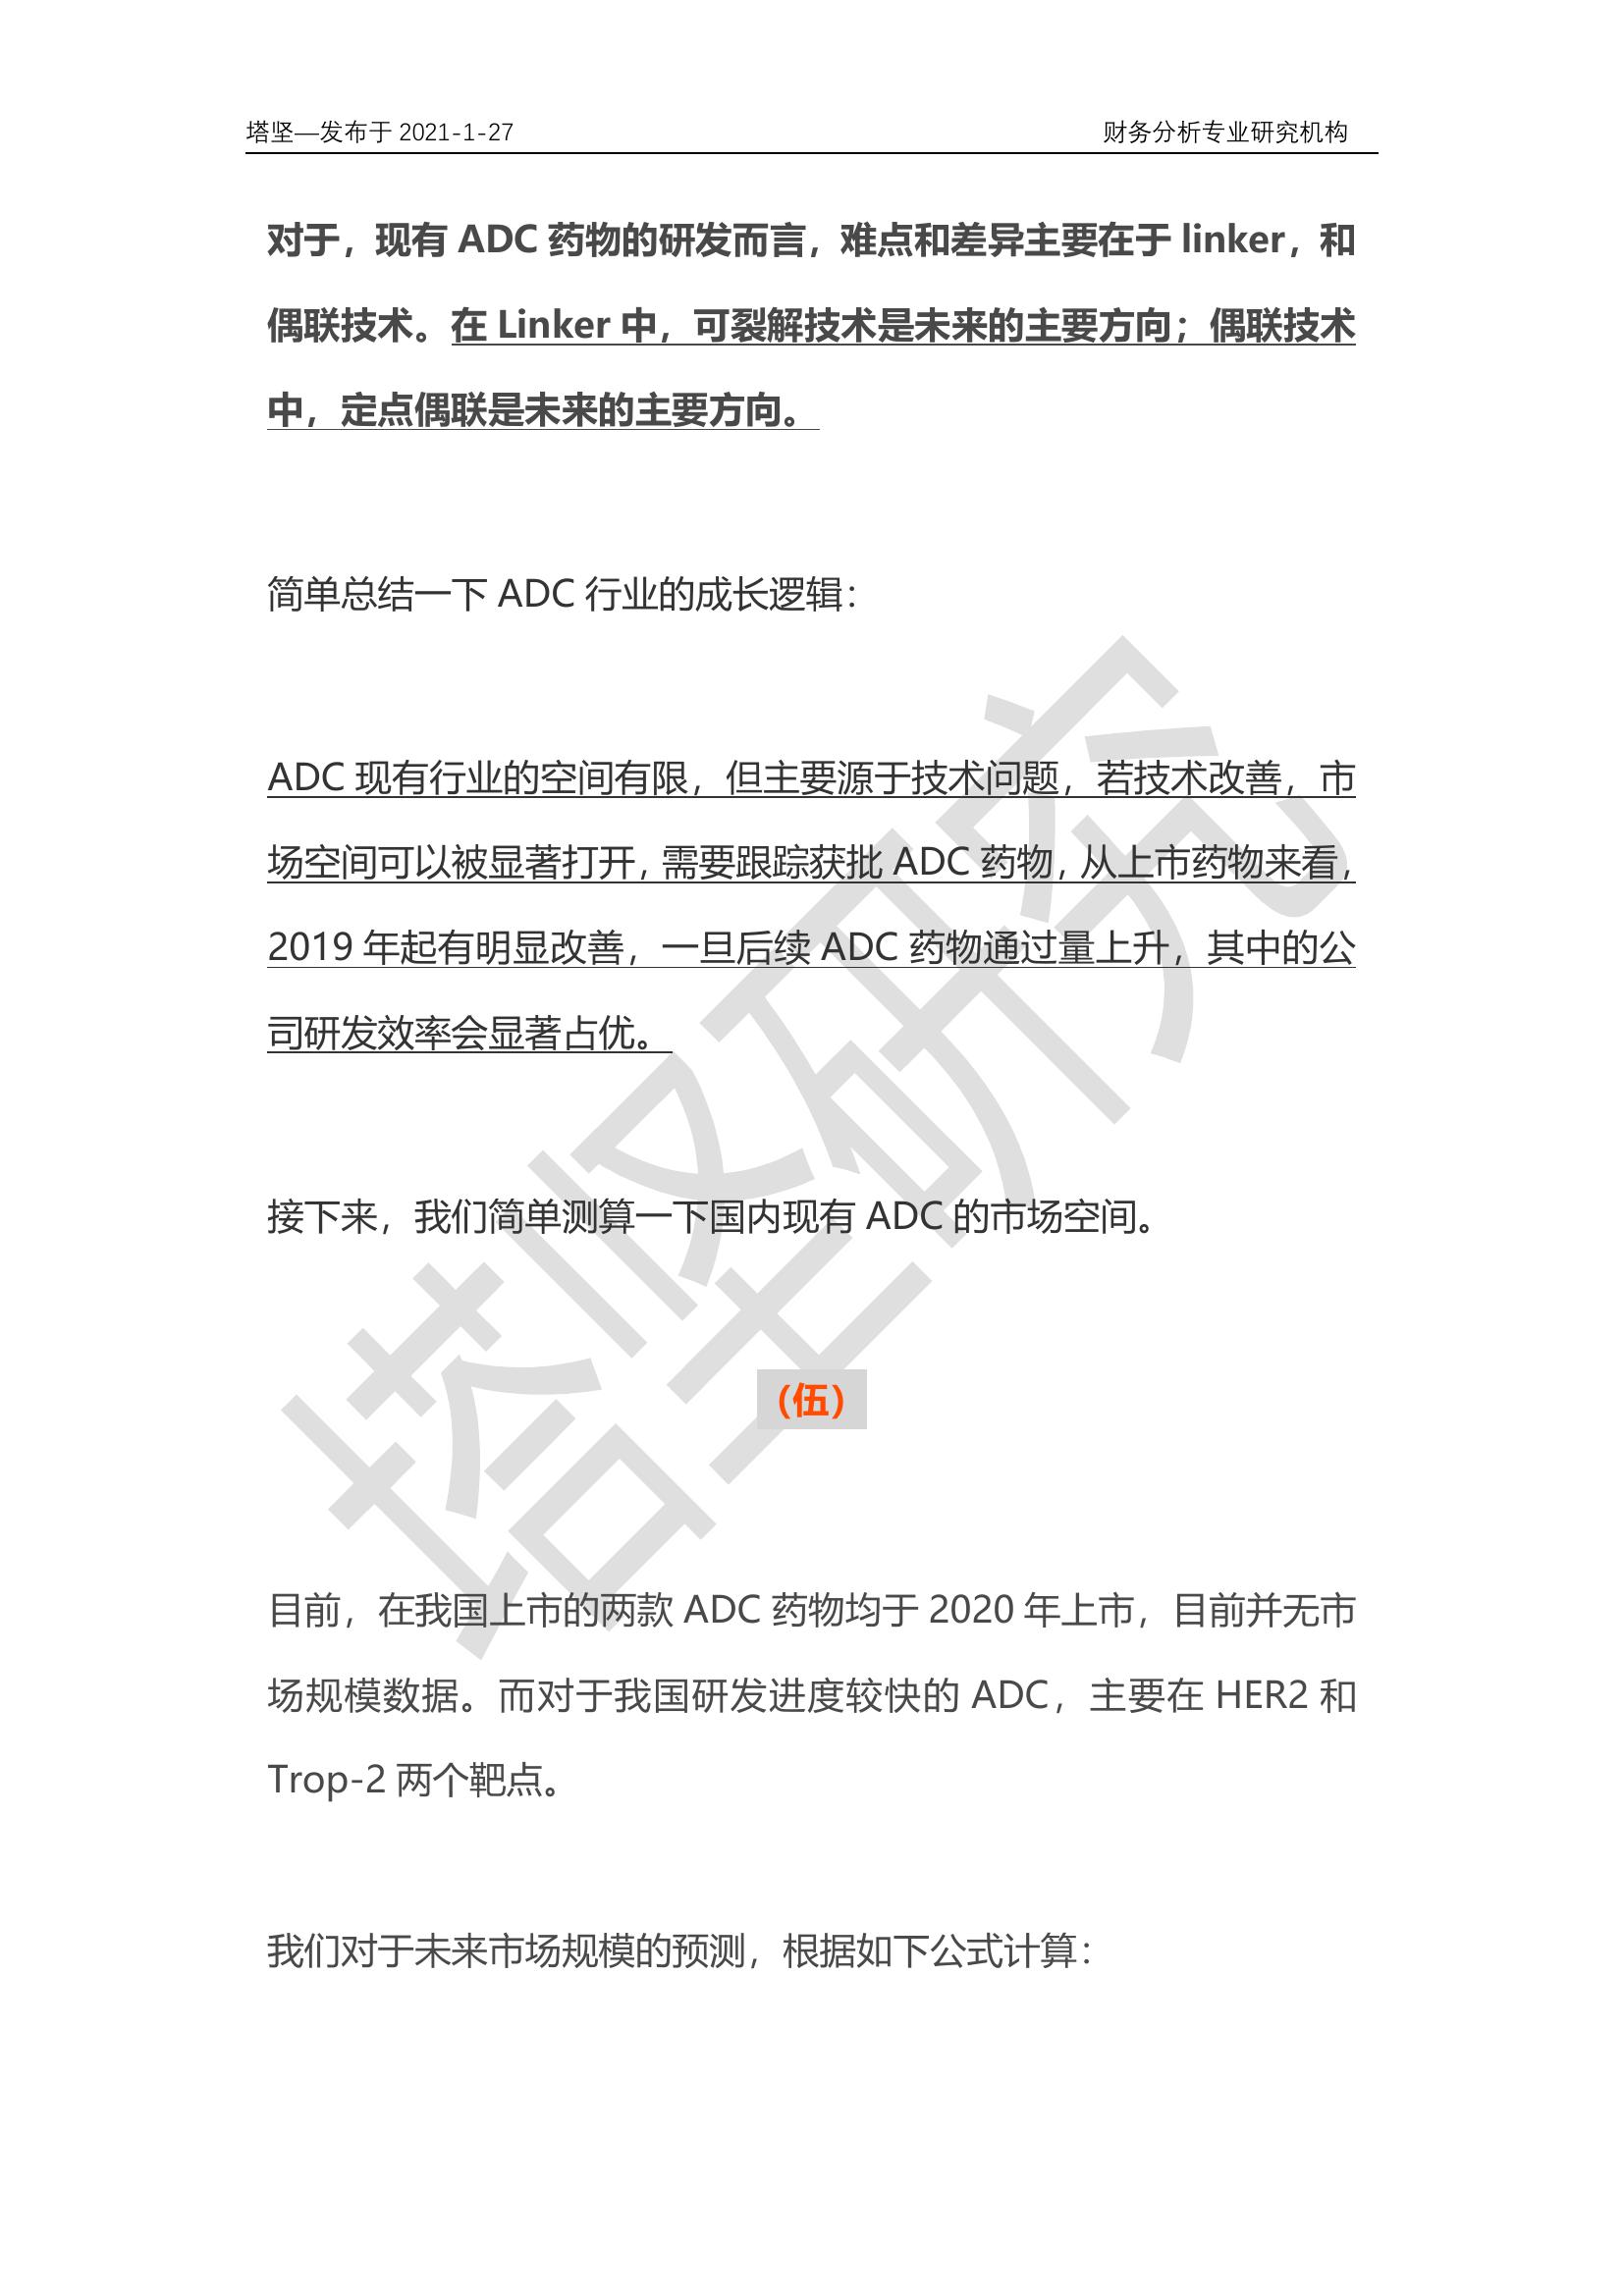 塔坚—发布于 2021-1-27 财务分析专业研究机构
对于，现有 ADC 药物的研发而言，难点和差异主要在于 linker，和
偶联技术。在 Linker 中，可裂解技术是未来的主要方向；偶联技术
中，定点偶联是未来的主要方向。
简单总结一下 ADC 行业的成长逻辑：
ADC 现有行业的空间有限，但主要源于技术问题，若技术改善，市
场空间可以被显著打开，需要跟踪获批 ADC 药物，从上市药物来看，
2019 年起有明显改善，一旦后续 ADC 药物通过量上升，其中的公
司研发效率会显著占优。
接下来，我们简单测算一下国内现有 ADC 的市场空间。
（伍）
目前，在我国上市的两款 ADC 药物均于 2020 年上市，目前并无市
场规模数据。而对于我国研发进度较快的 ADC，主要在 HER2 和
Trop-2 两个靶点。
我们对于未来市场规模的预测，根据如下公式计算：
塔坚研究